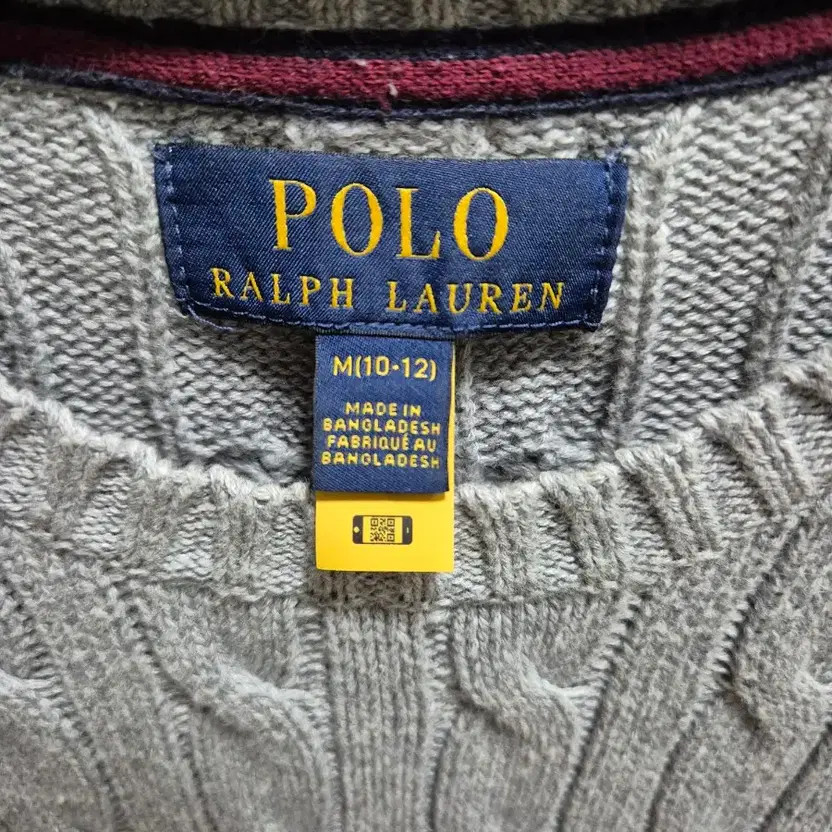 POLO
RALPH LAUREN
M(10-12)
MADE IN
BANGLADESH
FABRIQUÉ AU
BANGLADESH